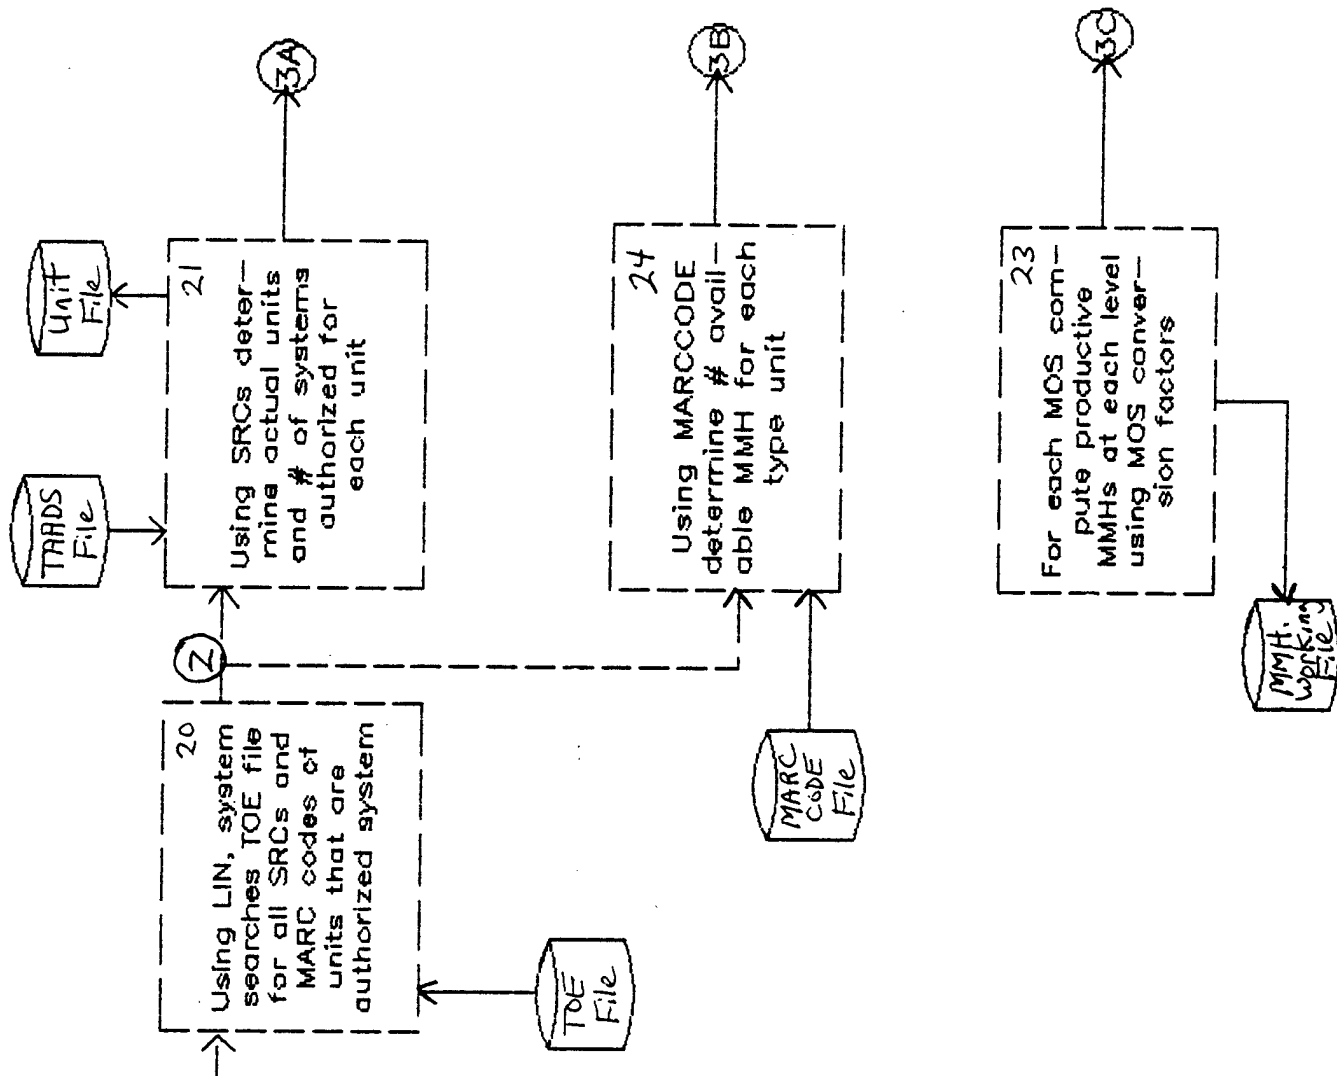 20
Using LIN, system
searches TOE file
for all SRCs and
MARC codes of
units that are
authorized system
TOE
File
2
TAADS
File
Unit
File
21
Using SRCs deter—
mine actual units
and # of systems
authorized for
each unit
3A
MARC
CODE
File
24
Using MARCCODE
determine # avail—
able MMH for each
type unit
3B
23
For each MOS com—
pute productive
MMHs at each level
using MOS conver—
sion factors
3C
MMH.
Working
File